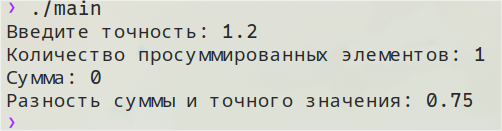 ❯ ./main
Введите точность: 1.2
Количество просуммированных элементов: 1
Сумма: 0
Разность суммы и точного значения: 0.75
❯